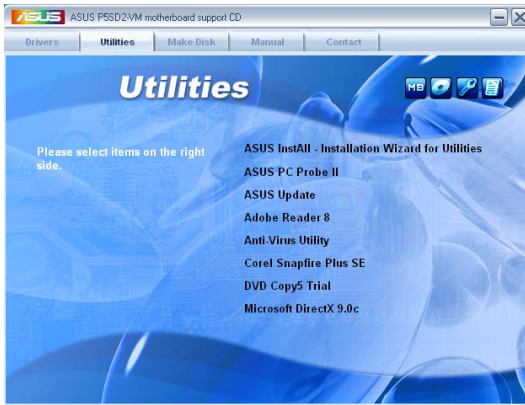 ASUS ASUS P5SD2-VM motherboard support CD
Drivers Utilities Make Disk Manual Contact
Utilities
MB
Please select items on the right
side.
ASUS InstAll - Installation Wizard for Utilities
ASUS PC Probe II
ASUS Update
Adobe Reader 8
Anti-Virus Utility
Corel Snapfire Plus SE
DVD Copy5 Trial
Microsoft DirectX 9.0c